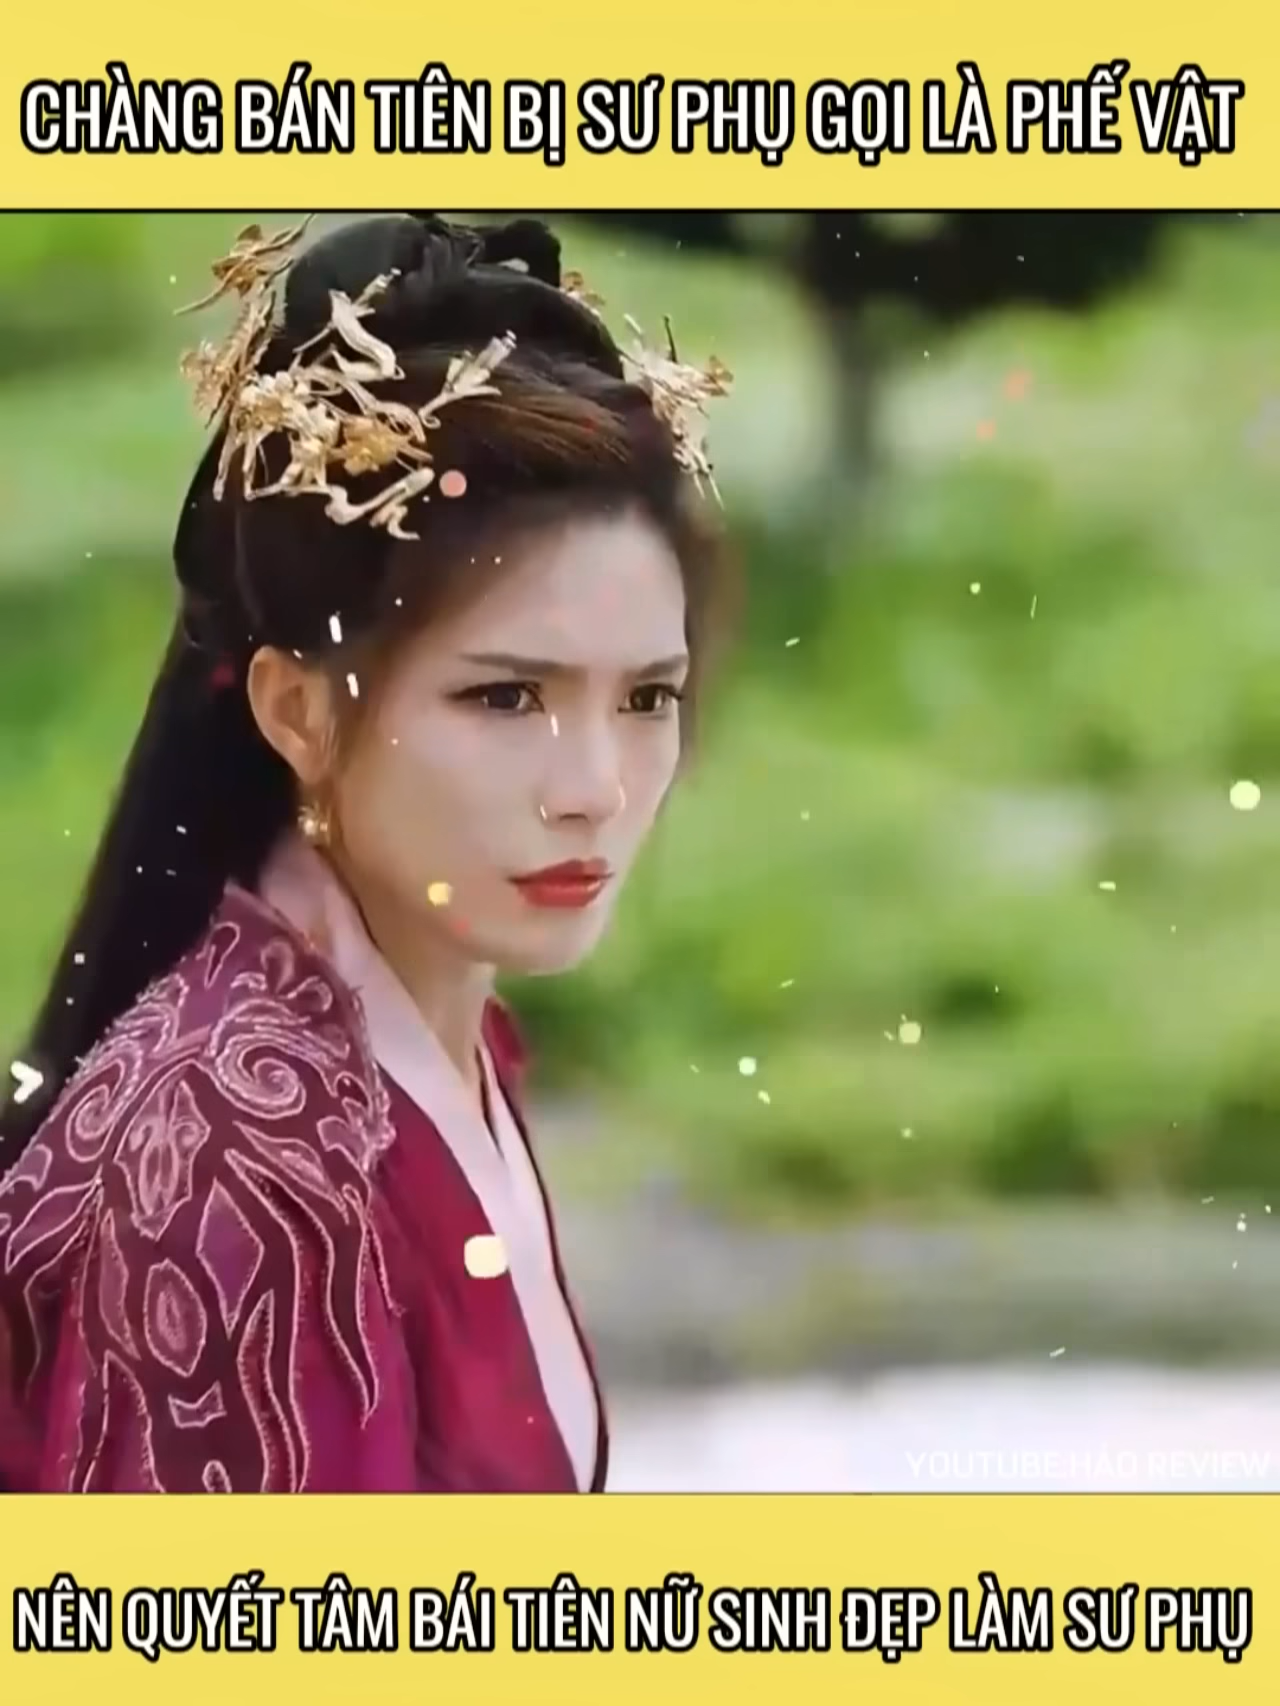 CHÀNG BÁN TIÊN BỊ SƯ PHỤ GỌI LÀ PHẾ VẬT
YOUTUBE:HẢO REVIEW
NÊN QUYẾT TÂM BÁI TIÊN NỮ SINH ĐẸP LÀM SƯ PHỤ